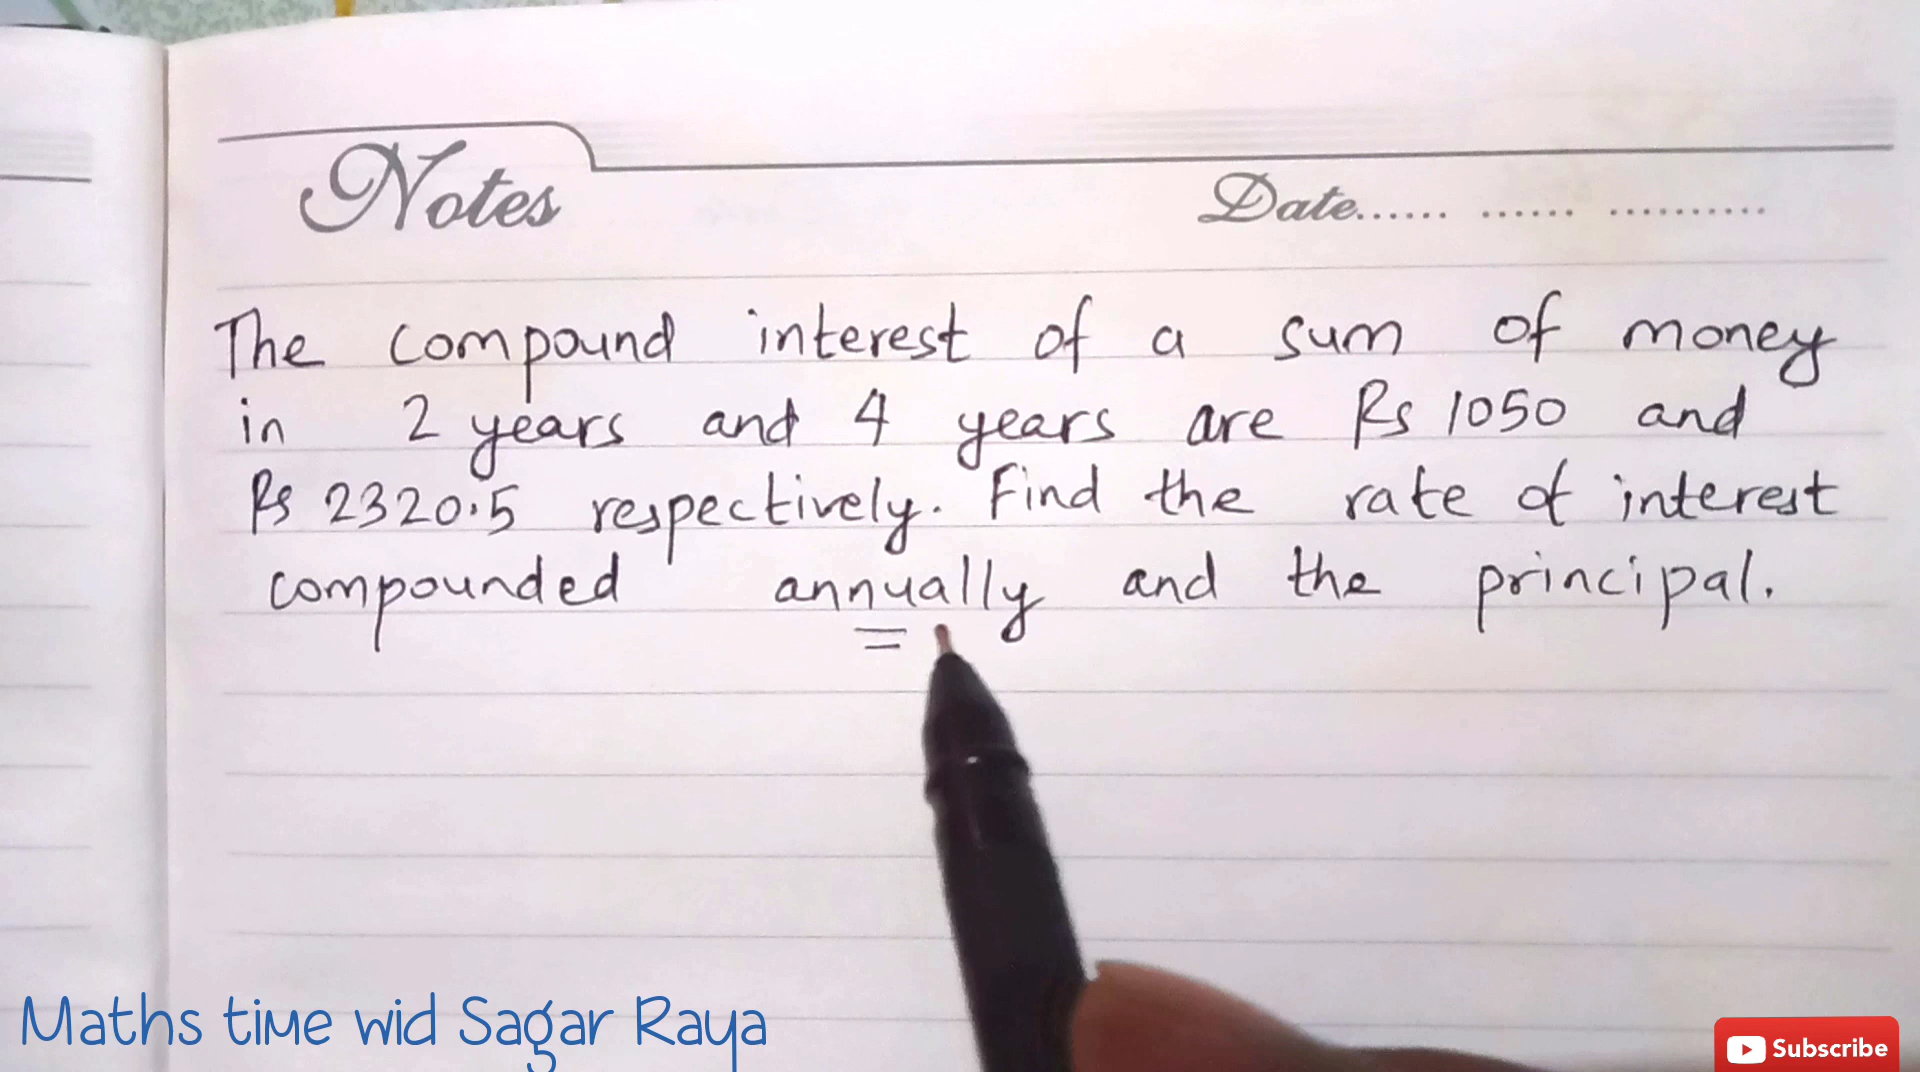 Notes
Date...... ...... ..........
The compound interest of a sum of money
in 2 years and 4 years are Rs 1050 and
Rs 2320.5 respectively. Find the rate of interest
compounded annually and the principal.
Maths time wid Sagar Raya
Subscribe